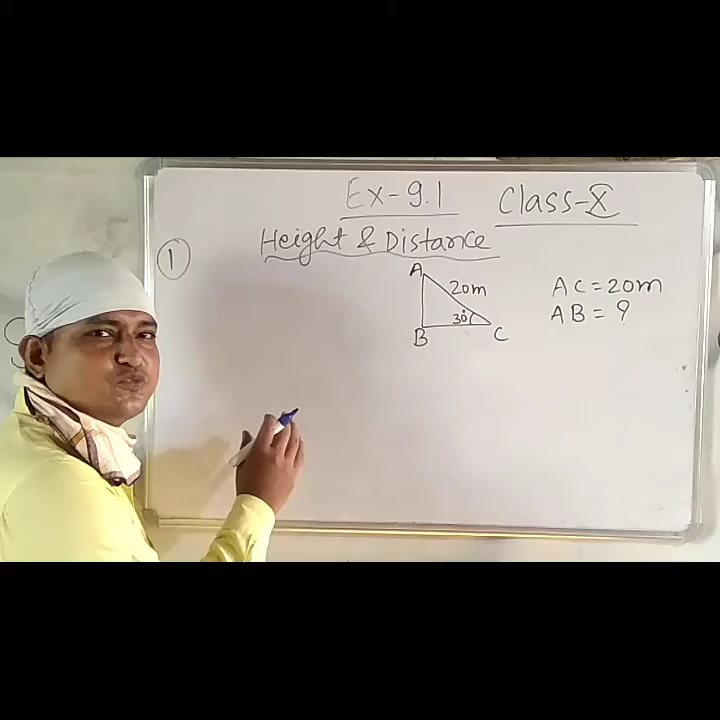 Ex-9.1 Class-X
1 Height & Distance
A
20m
30°
B C
AC=20m
AB=?